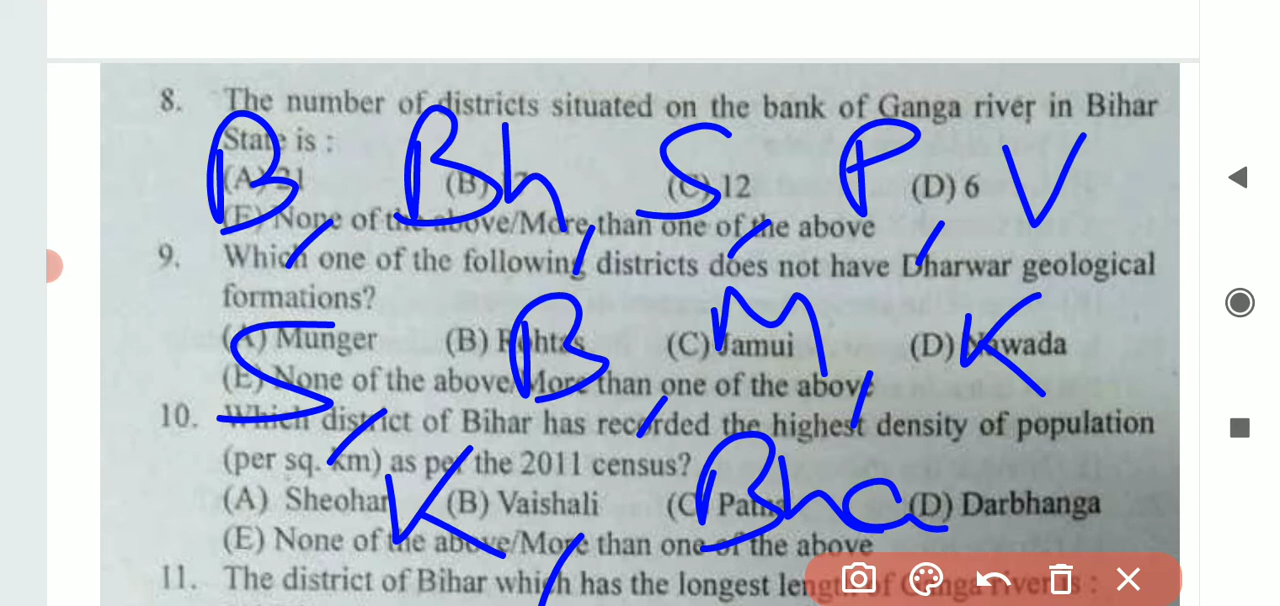 8. The number of districts situated on the bank of Ganga river in Bihar
State is :
(A) 21 (B) (C) 12 (D) 6
(E) None of the above/More than one of the above
9. Which one of the following districts does not have Dharwar geological
formations?
(A) Munger (B) Rohtas (C) Jamui (D) Nawada
(E) None of the above/More than one of the above
10. Which district of Bihar has recorded the highest density of population
(per sq. km) as per the 2011 census?
(A) Sheohar (B) Vaishali (C) Patna (D) Darbhanga
(E) None of the above/More than one of the above
11. The district of Bihar which has the longest length of Ganga river is :
B, Bh, S, P, V
S, B, M, K
K, Bha